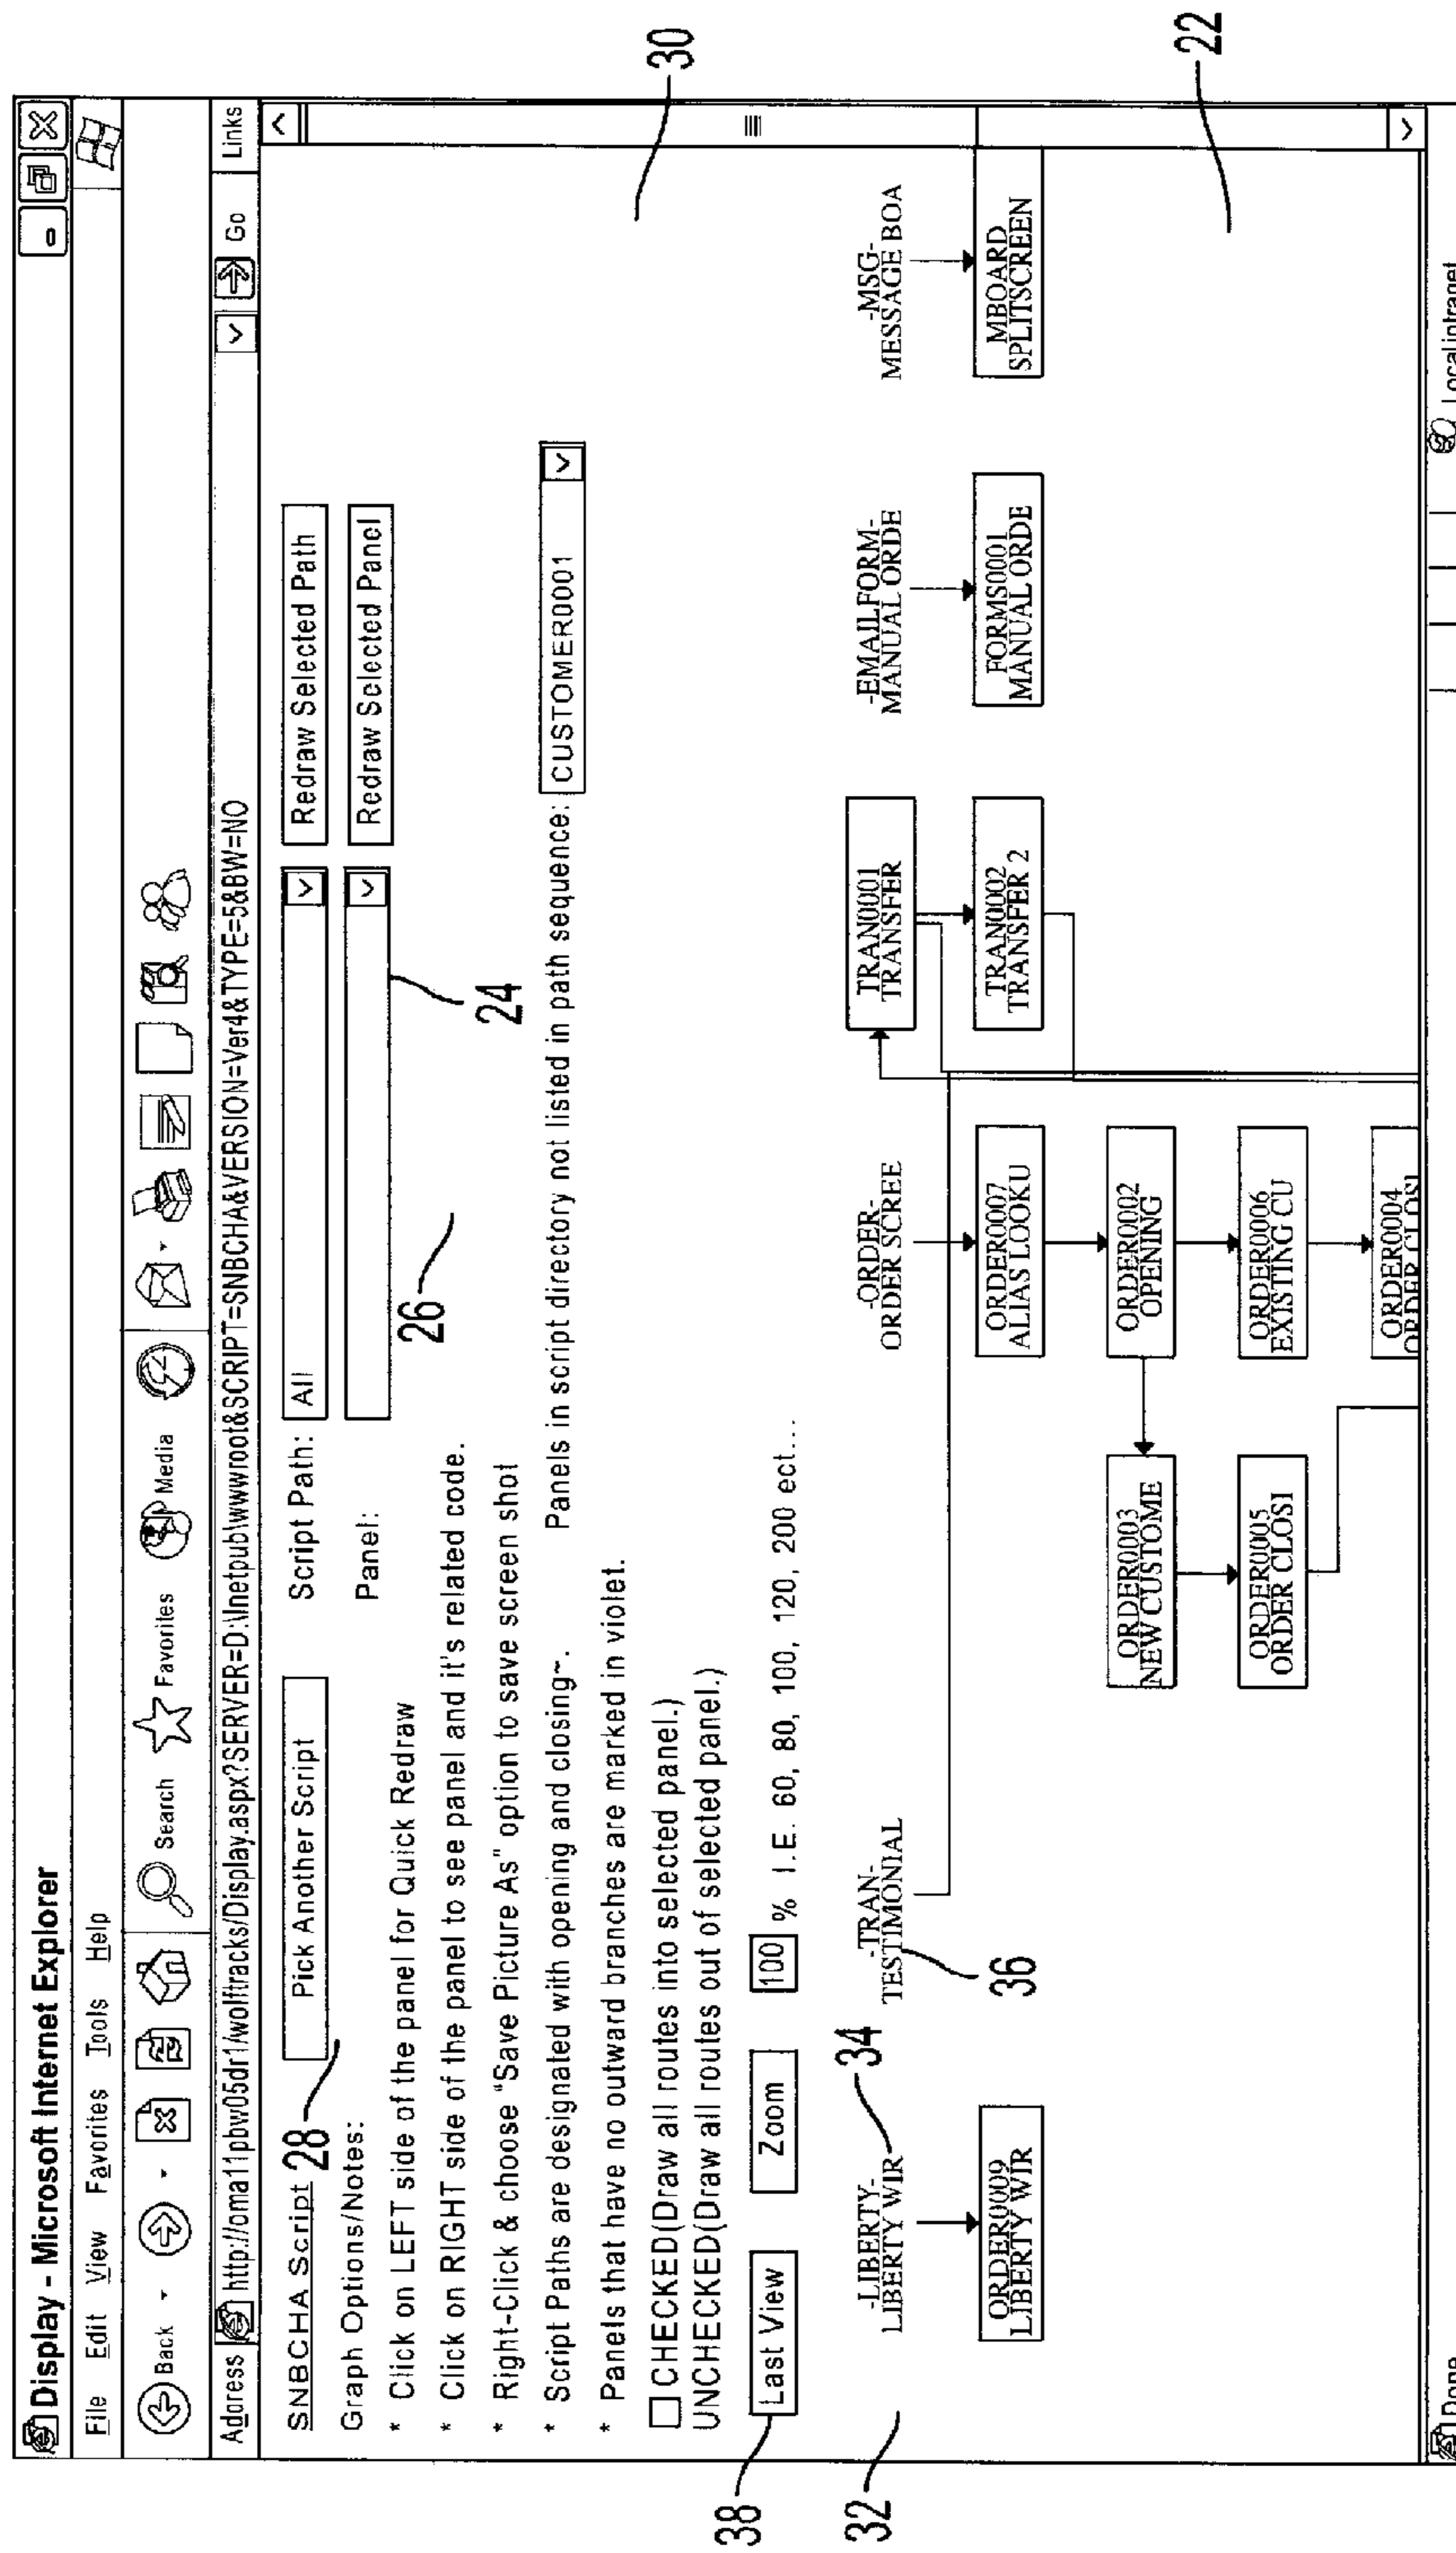 Display - Microsoft Internet Explorer
File Edit View Favorites Tools Help
Back Search Favorites Media
Address http://oma11pbw05dr1/wolftracks/Display.aspx?SERVER=D:\Inetpub\wwwroot&SCRIPT=SNBCHA&VERSION=Ver4&TYPE=5&BW=NO Go Links
SNBCHA Script 28 Pick Another Script Script Path: All Redraw Selected Path
Graph Options/Notes: Panel: Redraw Selected Panel
24
26
30
* Click on LEFT side of the panel for Quick Redraw
* Click on RIGHT side of the panel to see panel and it's related code.
* Right-Click & choose "Save Picture As" option to save screen shot
* Script Paths are designated with opening and closing~. Panels in script directory not listed in path sequence: CUSTOMER0001
* Panels that have no outward branches are marked in violet.
CHECKED(Draw all routes into selected panel.)
UNCHECKED(Draw all routes out of selected panel.)
38 Last View Zoom 100 % I.E. 60, 80, 100, 120, 200 ect...
32
34
36
-LIBERTY-
LIBERTY WIR
-TRAN-
TESTIMONIAL
-ORDER-
ORDER SCREE
TRAN0001
TRANSFER
-EMAILFORM-
MANUAL ORDE
-MSG-
MESSAGE BOA
ORDER0009
LIBERTY WIR
ORDER0007
ALIAS LOOKU
TRAN0002
TRANSFER 2
FORMS0001
MANUAL ORDE
MBOARD
SPLITSCREEN
ORDER0003
NEW CUSTOME
ORDER0002
OPENING
22
ORDER0005
ORDER CLOSI
ORDER0006
EXISTING CU
ORDER0004
ORDER CLOSI
Done Local intranet